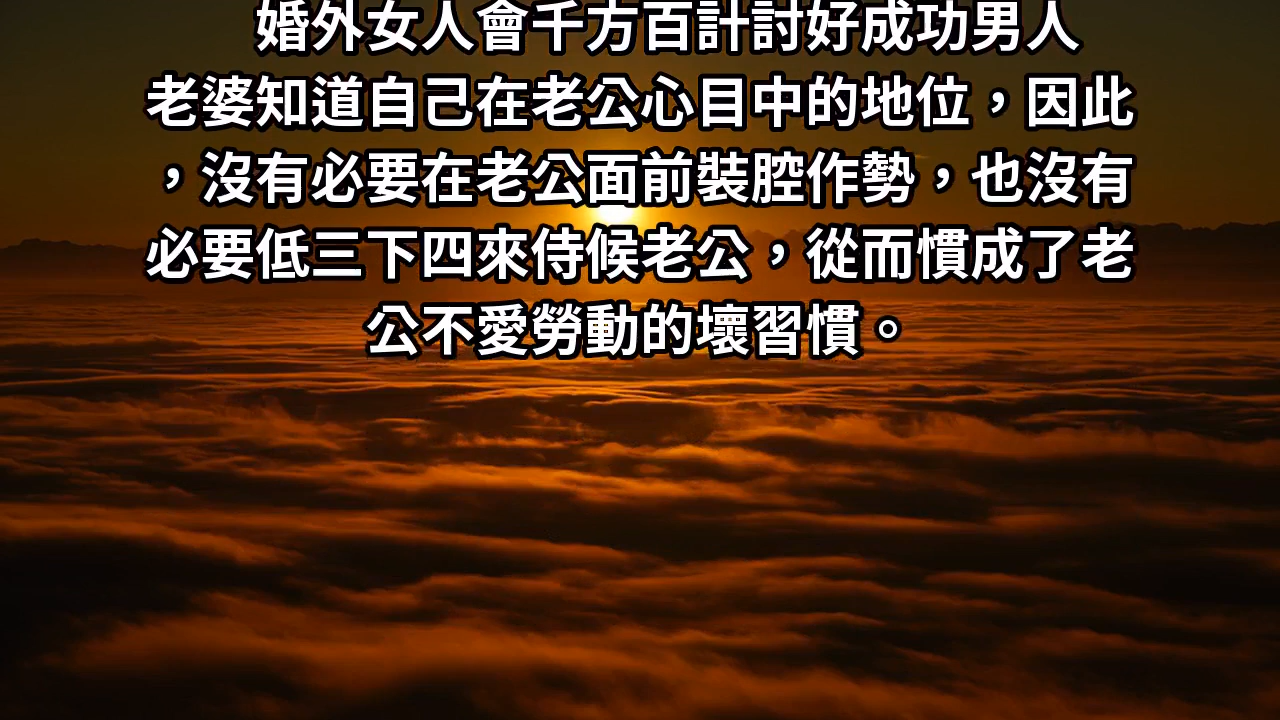 婚外女人會千方百計討好成功男人
老婆知道自己在老公心目中的地位，因此
，沒有必要在老公面前裝腔作勢，也沒有
必要低三下四來侍候老公，從而慣成了老
公不愛勞動的壞習慣。